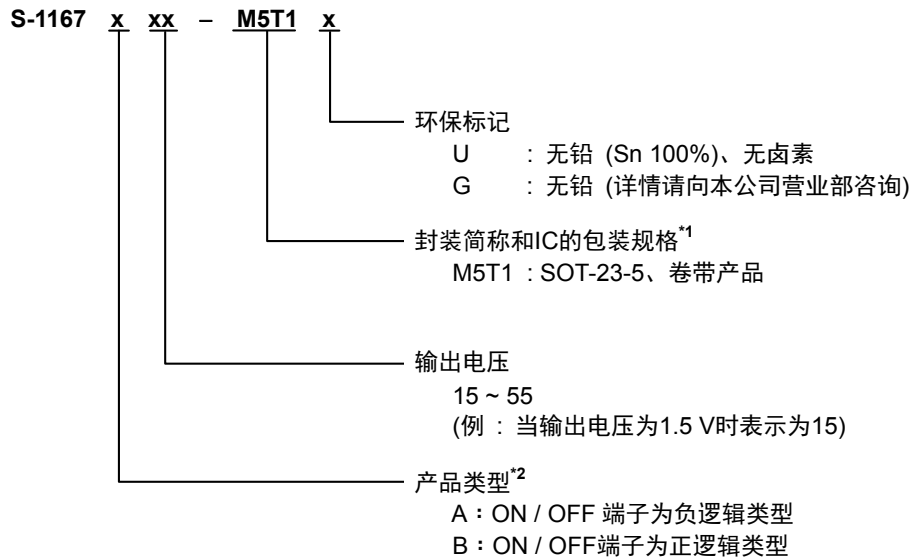 S-1167 x xx – M5T1 x
环保标记
U : 无铅 (Sn 100%)、无卤素
G : 无铅 (详情请向本公司营业部咨询)
封装简称和IC的包装规格*1
M5T1 : SOT-23-5、卷带产品
输出电压
15 ~ 55
(例 : 当输出电压为1.5 V时表示为15)
产品类型*2
A：ON / OFF 端子为负逻辑类型
B：ON / OFF端子为正逻辑类型